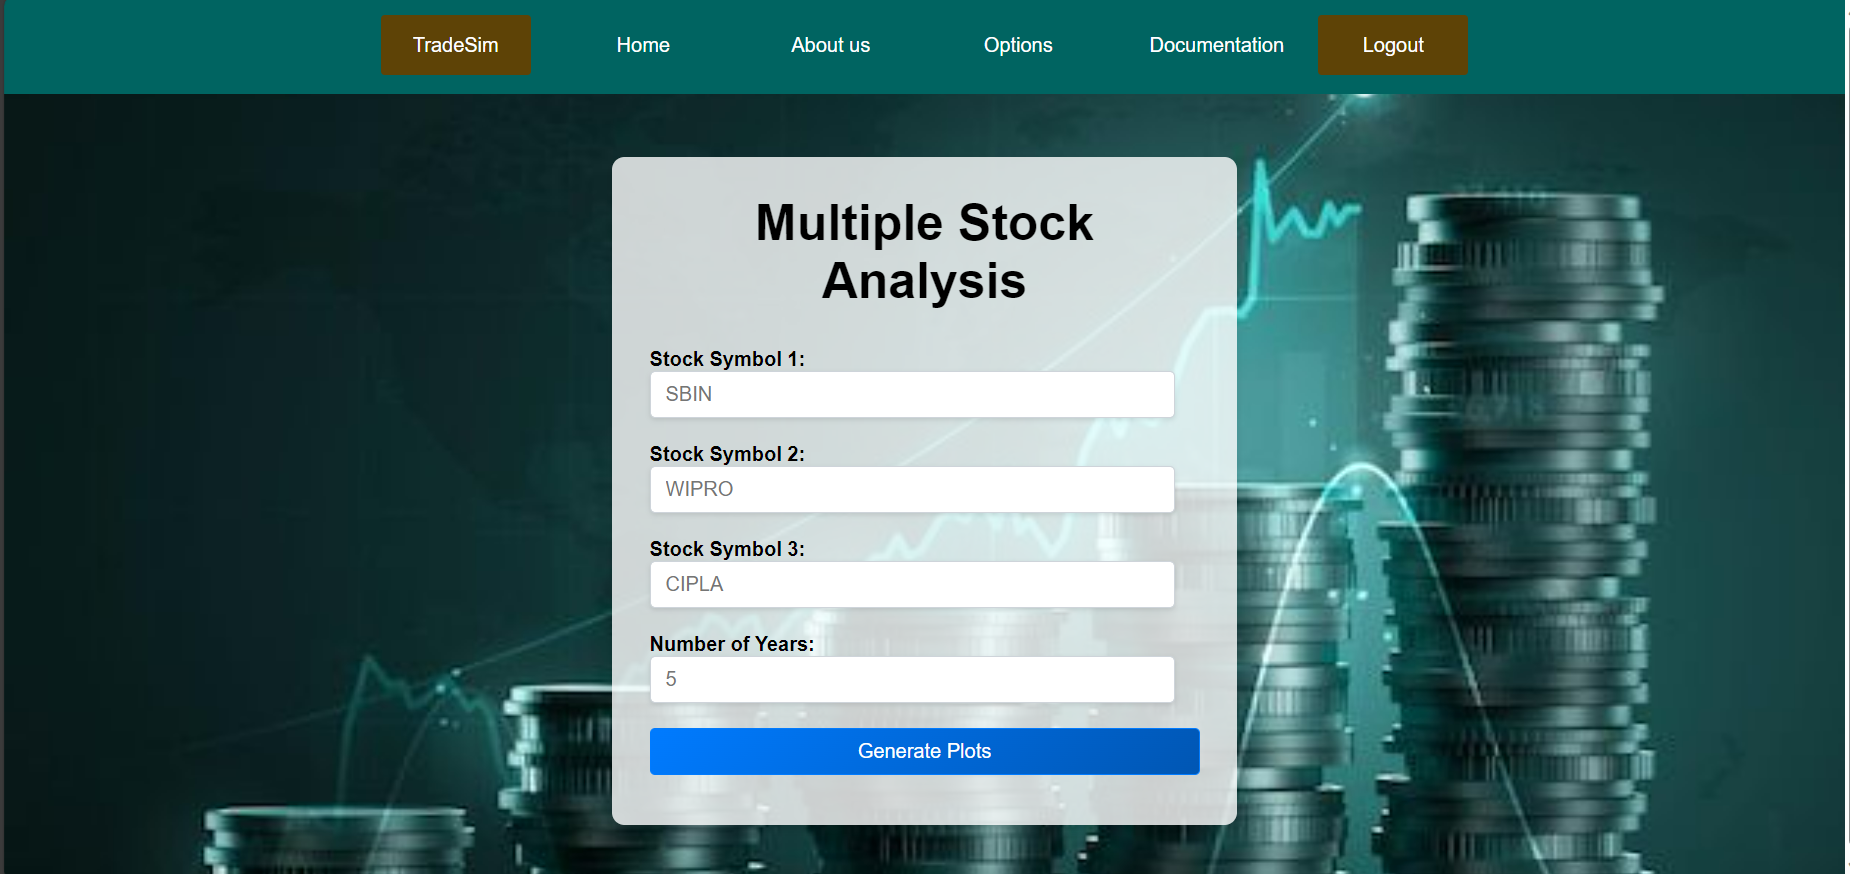 TradeSim Home About us Options Documentation Logout
Multiple Stock
Analysis
Stock Symbol 1:
SBIN
Stock Symbol 2:
WIPRO
Stock Symbol 3:
CIPLA
Number of Years:
5
Generate Plots